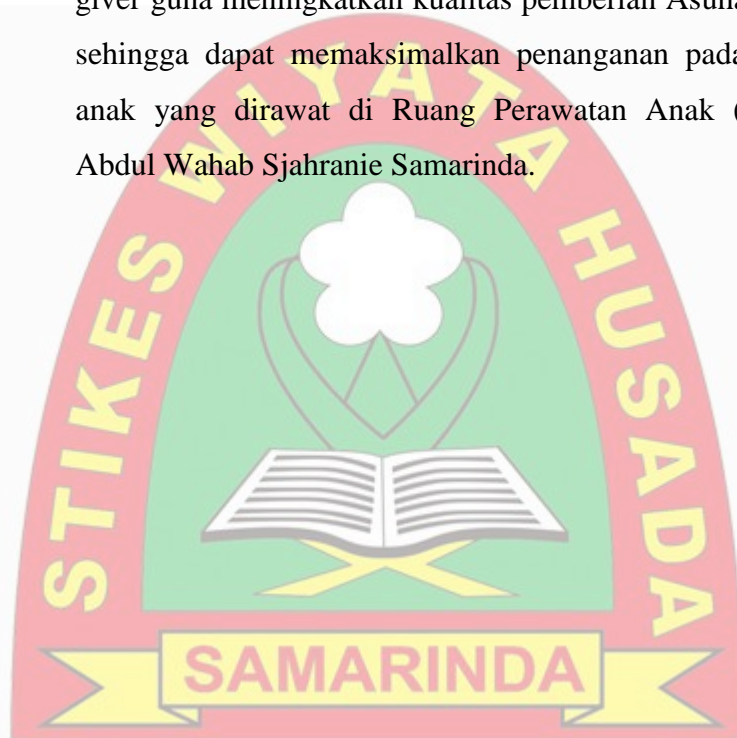 giver guna meningkatkan kualitas pemberian
sehingga dapat memaksimalkan penanganan pada
anak yang dirawat di Ruang Perawatan Anak (
Abdul Wahab Sjahranie Samarinda.
STIKES WIYATA HUSADA
SAMARINDA